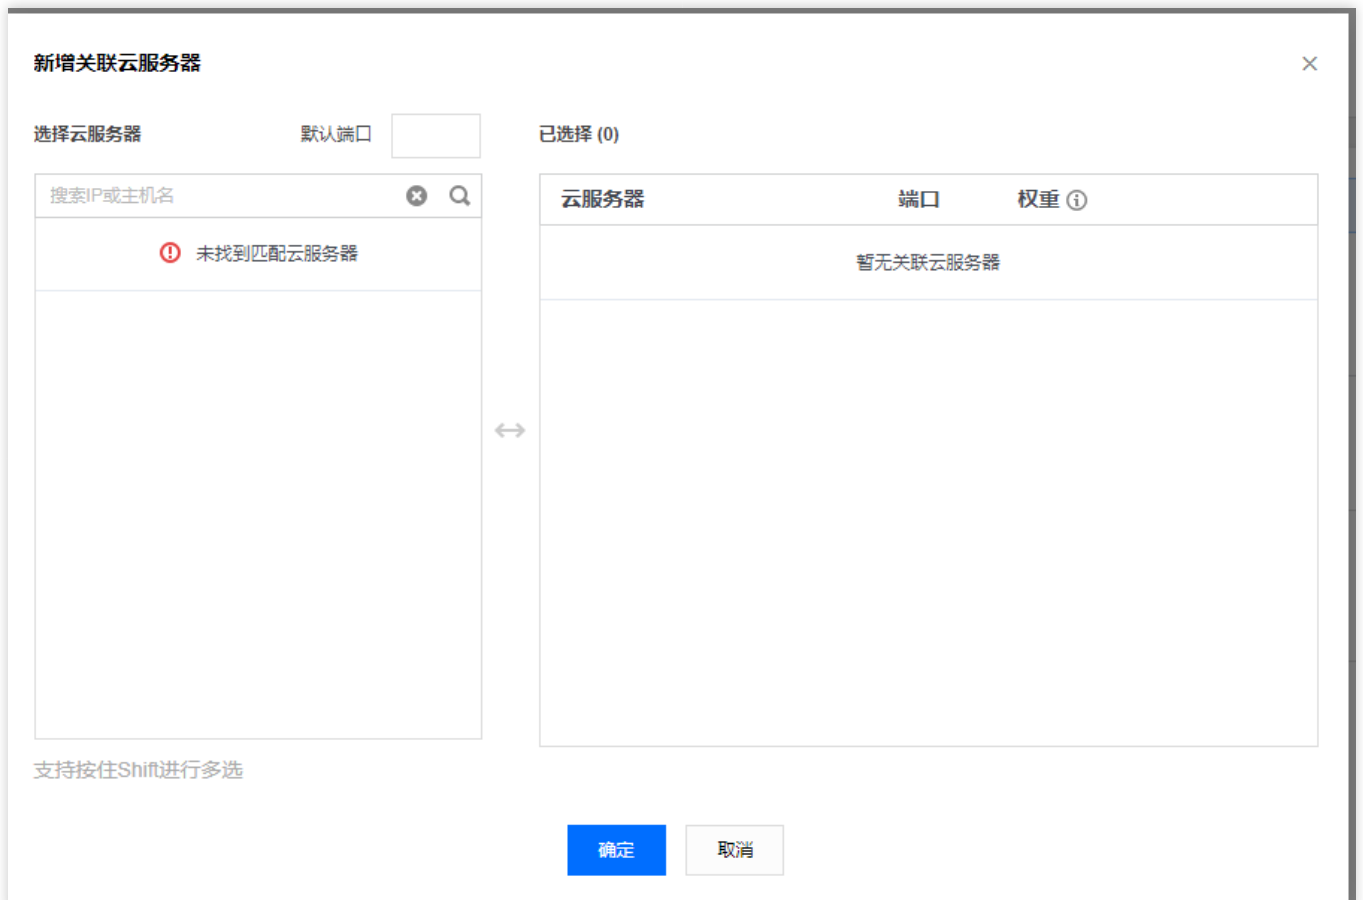 新增关联云服务器
选择云服务器 默认端口
搜索IP或主机名
未找到匹配云服务器
支持按住Shift进行多选
已选择 (0)
云服务器 端口 权重
暂无关联云服务器
确定 取消